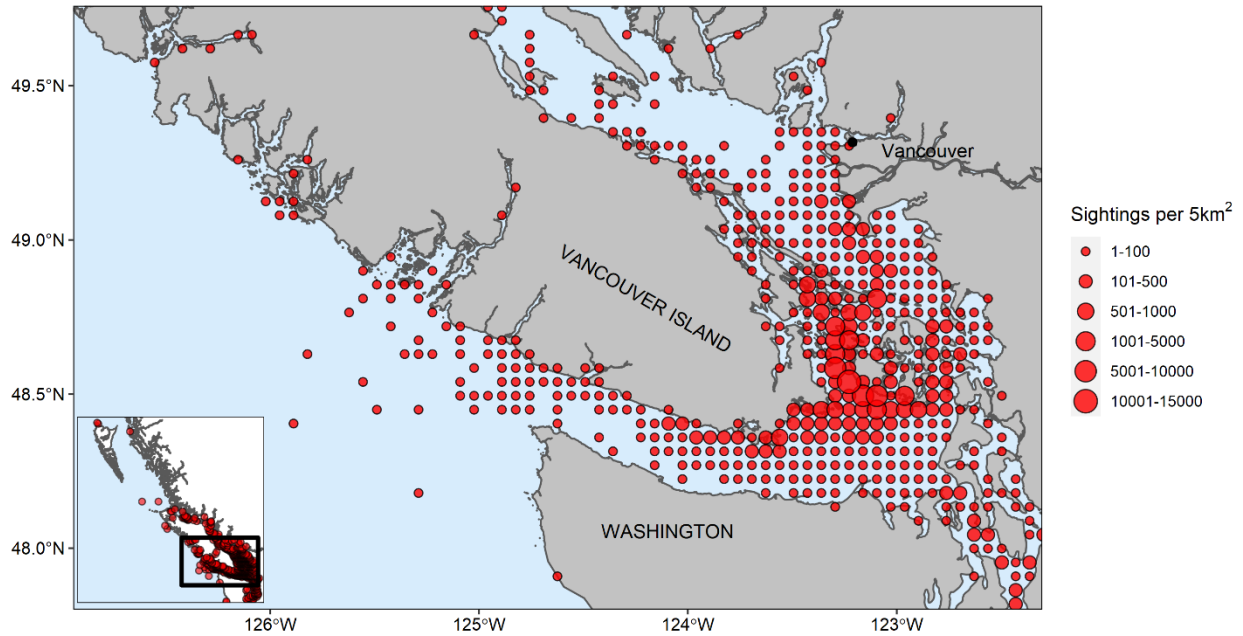 49.5°N
49.0°N
48.5°N
48.0°N
126°W
125°W
124°W
123°W
Vancouver
VANCOUVER ISLAND
WASHINGTON
Sightings per 5km²
1-100
101-500
501-1000
1001-5000
5001-10000
10001-15000